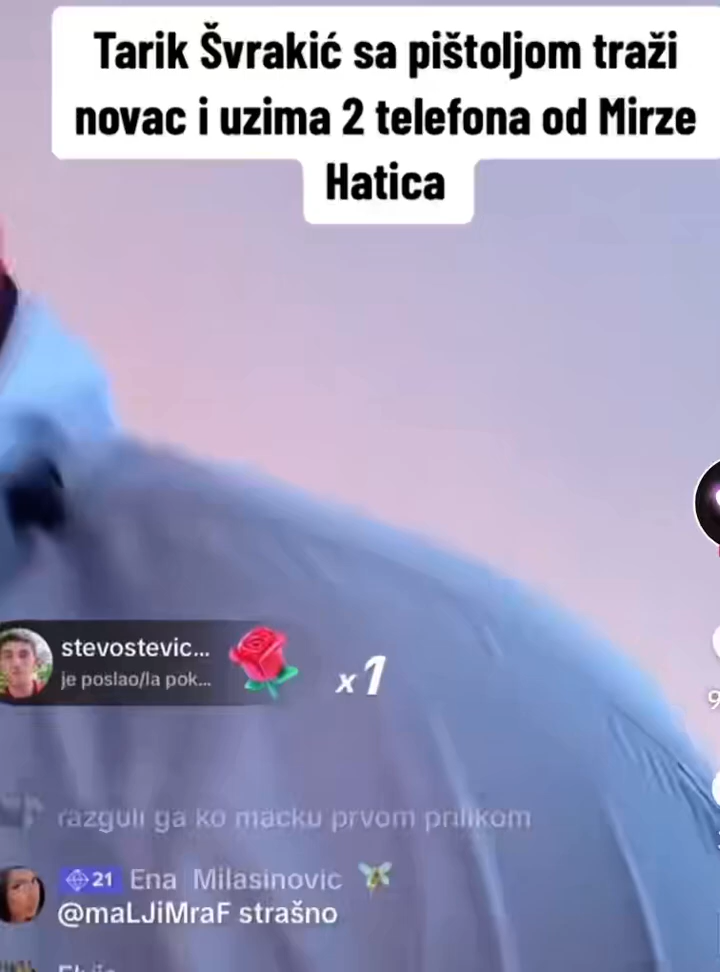 Tarik Švrakić sa pištoljom traži
novac i uzima 2 telefona od Mirze
Hatica
stevostevic...
je poslao/la pok...
x1
razguli ga ko macku prvom prilikom
21 Ena Milasinovic
@maLJiMraF strašno